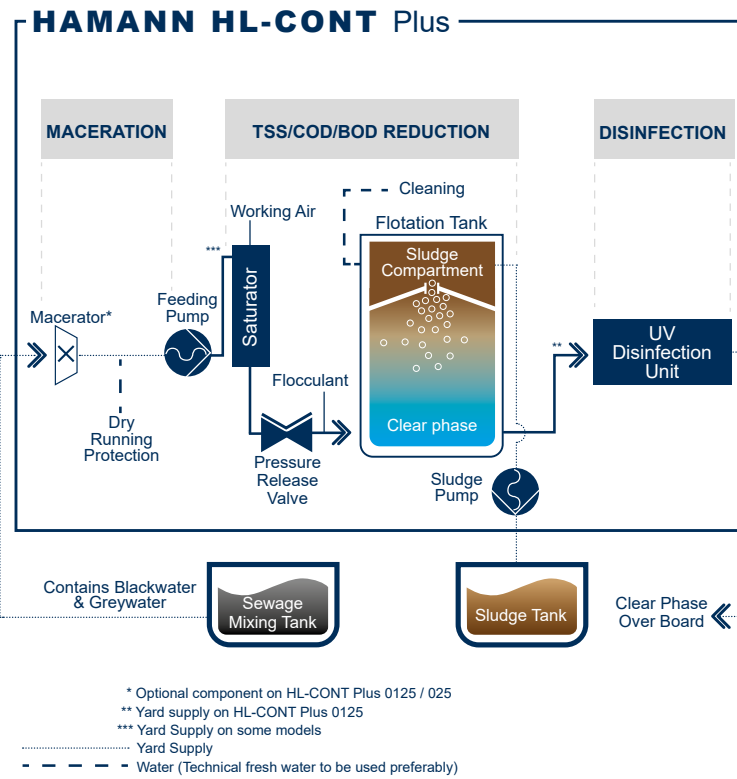 HAMANN HL-CONT Plus
MACERATION
TSS/COD/BOD REDUCTION
DISINFECTION
Cleaning
Working Air
Flotation Tank
***
Sludge
Compartment
Saturator
Feeding
Pump
Macerator*
UV
Disinfection
Unit
**
Flocculant
Dry
Running
Protection
Clear phase
Pressure
Release
Valve
Sludge
Pump
Contains Blackwater
& Greywater
Sewage
Mixing Tank
Sludge Tank
Clear Phase
Over Board
* Optional component on HL-CONT Plus 0125 / 025
** Yard supply on HL-CONT Plus 0125
*** Yard Supply on some models
Yard Supply
Water (Technical fresh water to be used preferably)